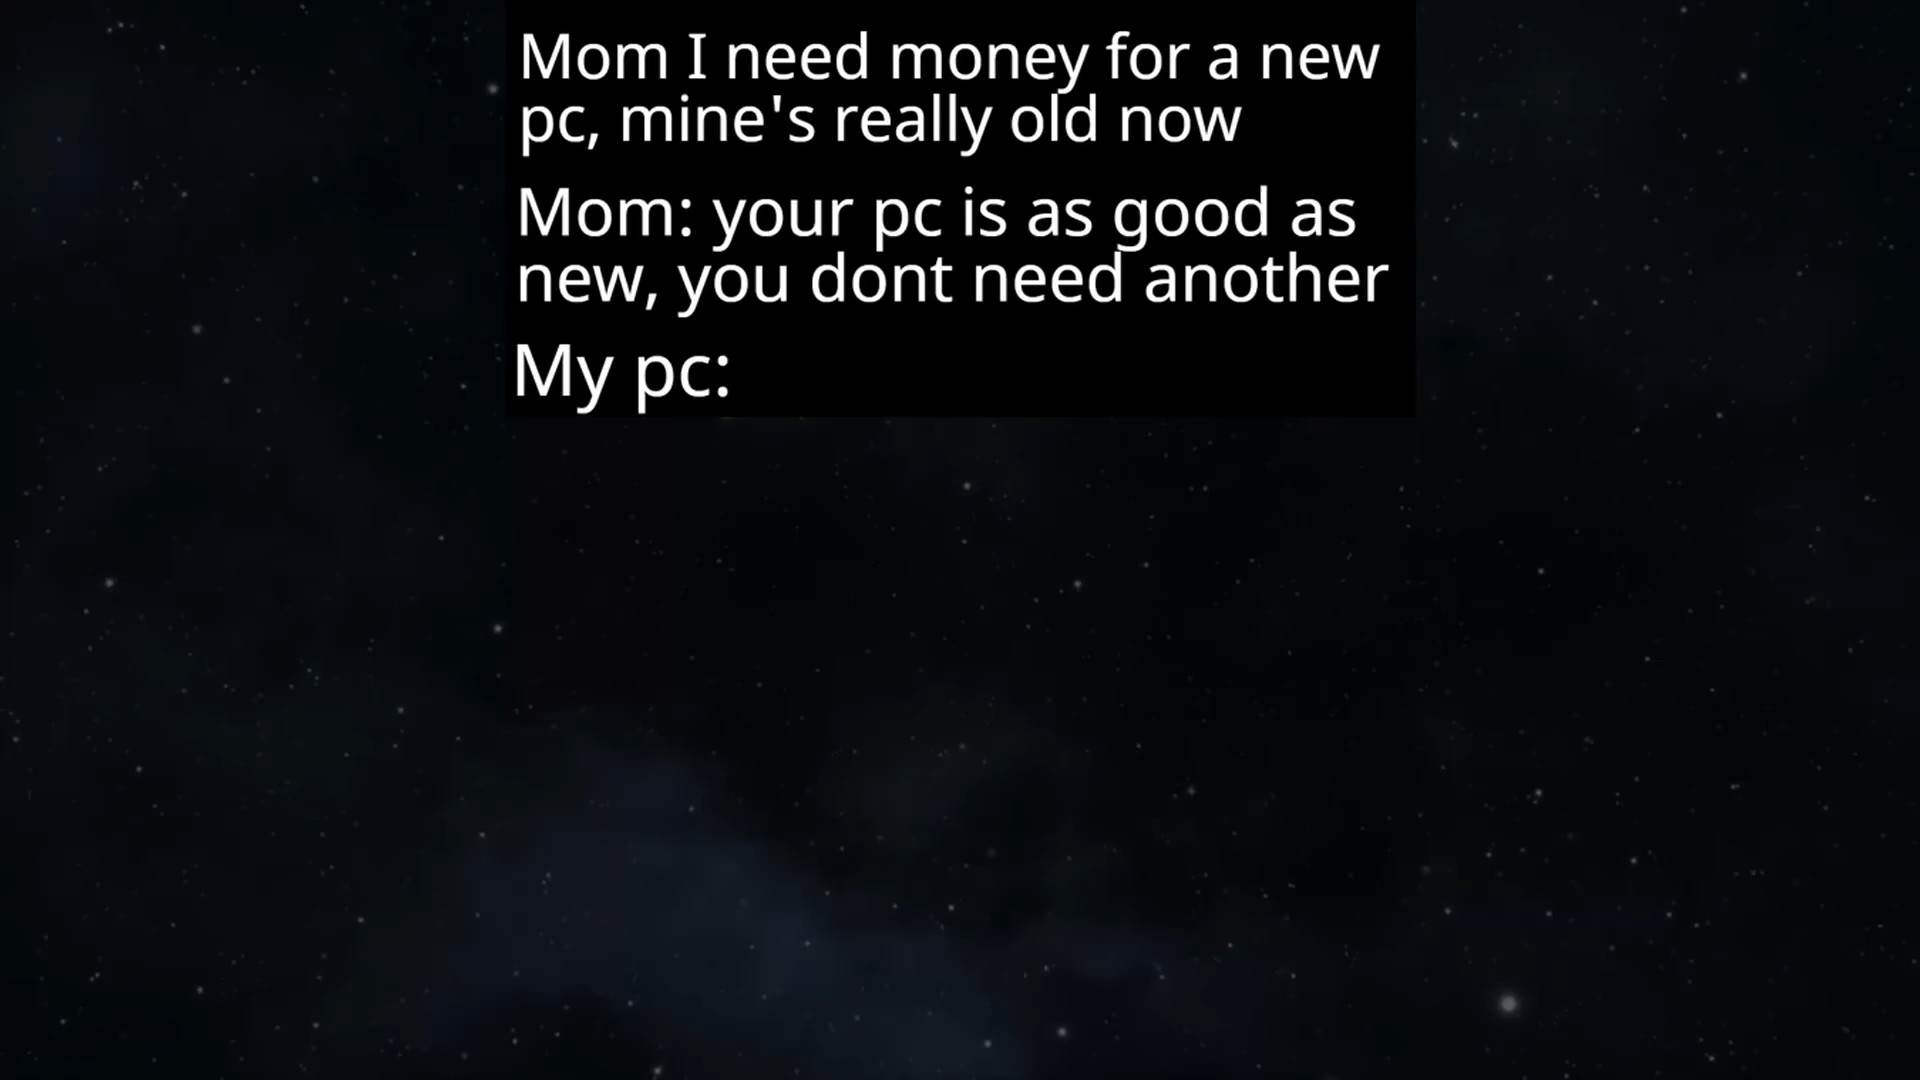 Mom I need money for a new
pc, mine's really old now
Mom: your pc is as good as
new, you dont need another
My pc: